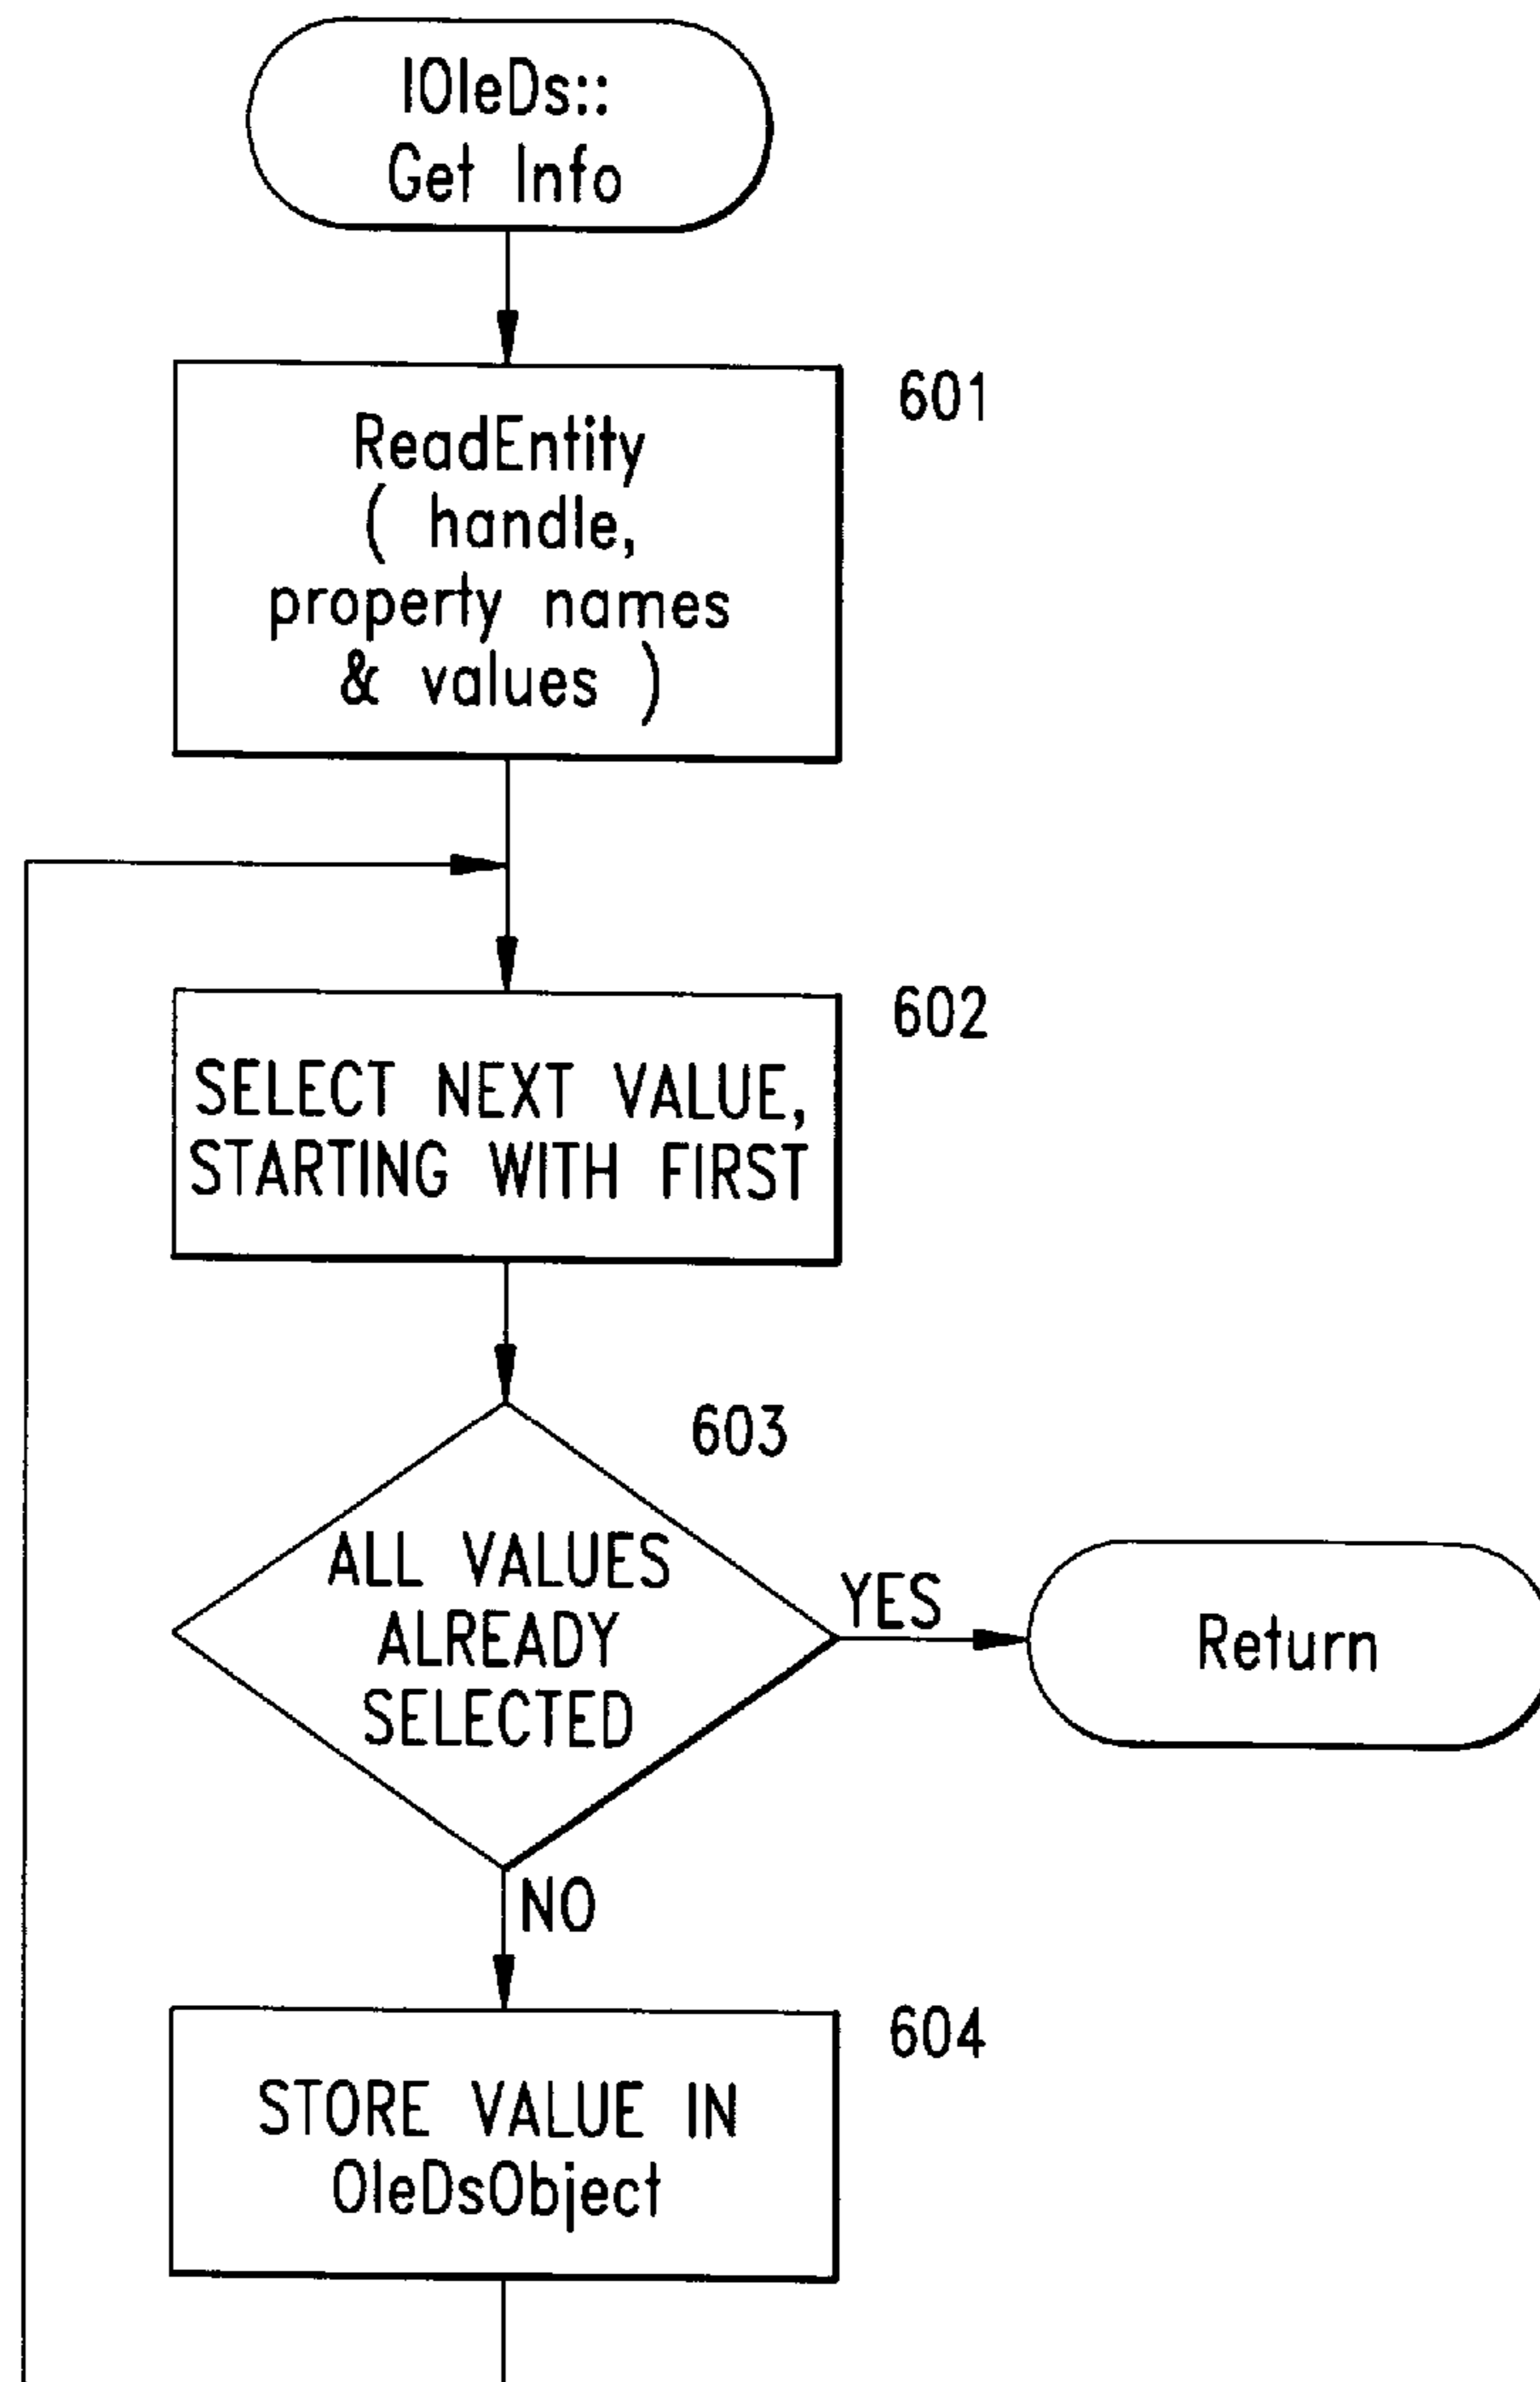 IOleDs::
Get Info
601
ReadEntity
( handle,
property names
& values )
602
SELECT NEXT VALUE,
STARTING WITH FIRST
603
ALL VALUES
ALREADY
SELECTED
YES
Return
NO
604
STORE VALUE IN
OleDsObject